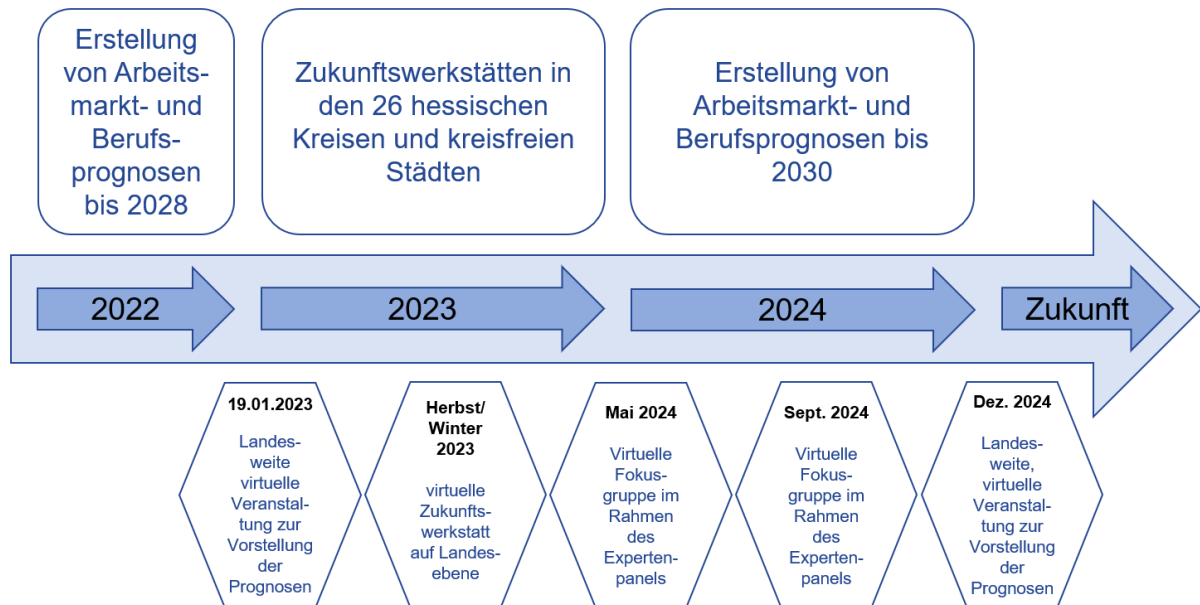 Erstellung
von Arbeits-
markt- und
Berufs-
prognosen
bis 2028
Zukunftswerkstätten in
den 26 hessischen
Kreisen und kreisfreien
Städten
Erstellung von
Arbeitsmarkt- und
Berufsprognosen bis
2030
2022
2023
2024
Zukunft
19.01.2023
Landes-
weite
virtuelle
Veranstal-
tung zur
Vorstellung
der
Prognosen
Herbst/
Winter
2023
virtuelle
Zukunfts-
werkstatt
auf Landes-
ebene
Mai 2024
Virtuelle
Fokus-
gruppe im
Rahmen
des
Experten-
panels
Sept. 2024
Virtuelle
Fokus-
gruppe im
Rahmen
des
Experten-
panels
Dez. 2024
Landes-
weite,
virtuelle
Veranstal-
tung zur
Vorstellung
der
Prognosen